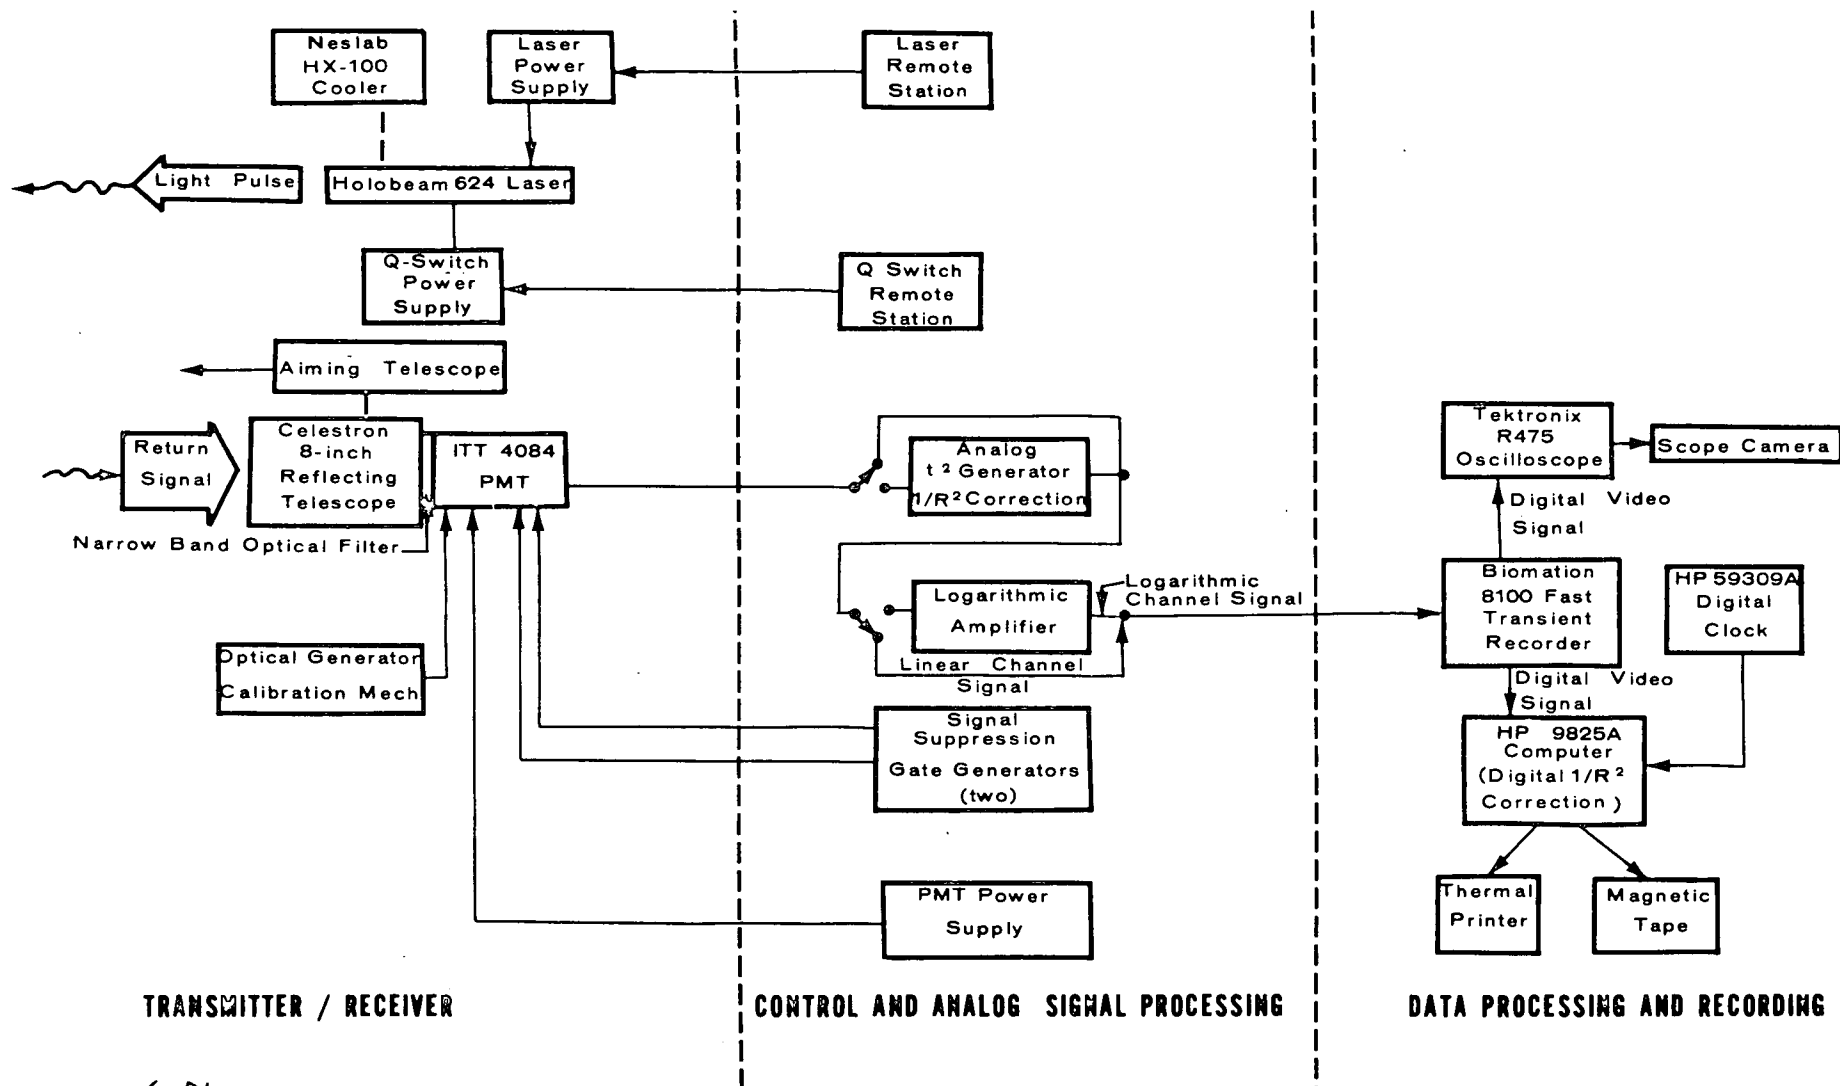 Neslab
HX-100
Cooler
Laser
Power
Supply
Laser
Remote
Station
Light Pulse
Holobeam 624 Laser
Q-Switch
Power
Supply
Q Switch
Remote
Station
Aiming Telescope
Return
Signal
Celestron
8-inch
Reflecting
Telescope
ITT 4084
PMT
Narrow Band Optical Filter
Analog
t² Generator
1/R² Correction
Tektronix
R475
Oscilloscope
Scope Camera
Digital Video
Signal
Logarithmic
Amplifier
Logarithmic
Channel Signal
Linear Channel
Signal
Biomation
8100 Fast
Transient
Recorder
HP 59309A
Digital
Clock
Optical Generator
Calibration Mech
Digital Video
Signal
Signal
Suppression
Gate Generators
(two)
HP 9825A
Computer
(Digital 1/R²
Correction)
PMT Power
Supply
Thermal
Printer
Magnetic
Tape
TRANSMITTER / RECEIVER
CONTROL AND ANALOG SIGNAL PROCESSING
DATA PROCESSING AND RECORDING